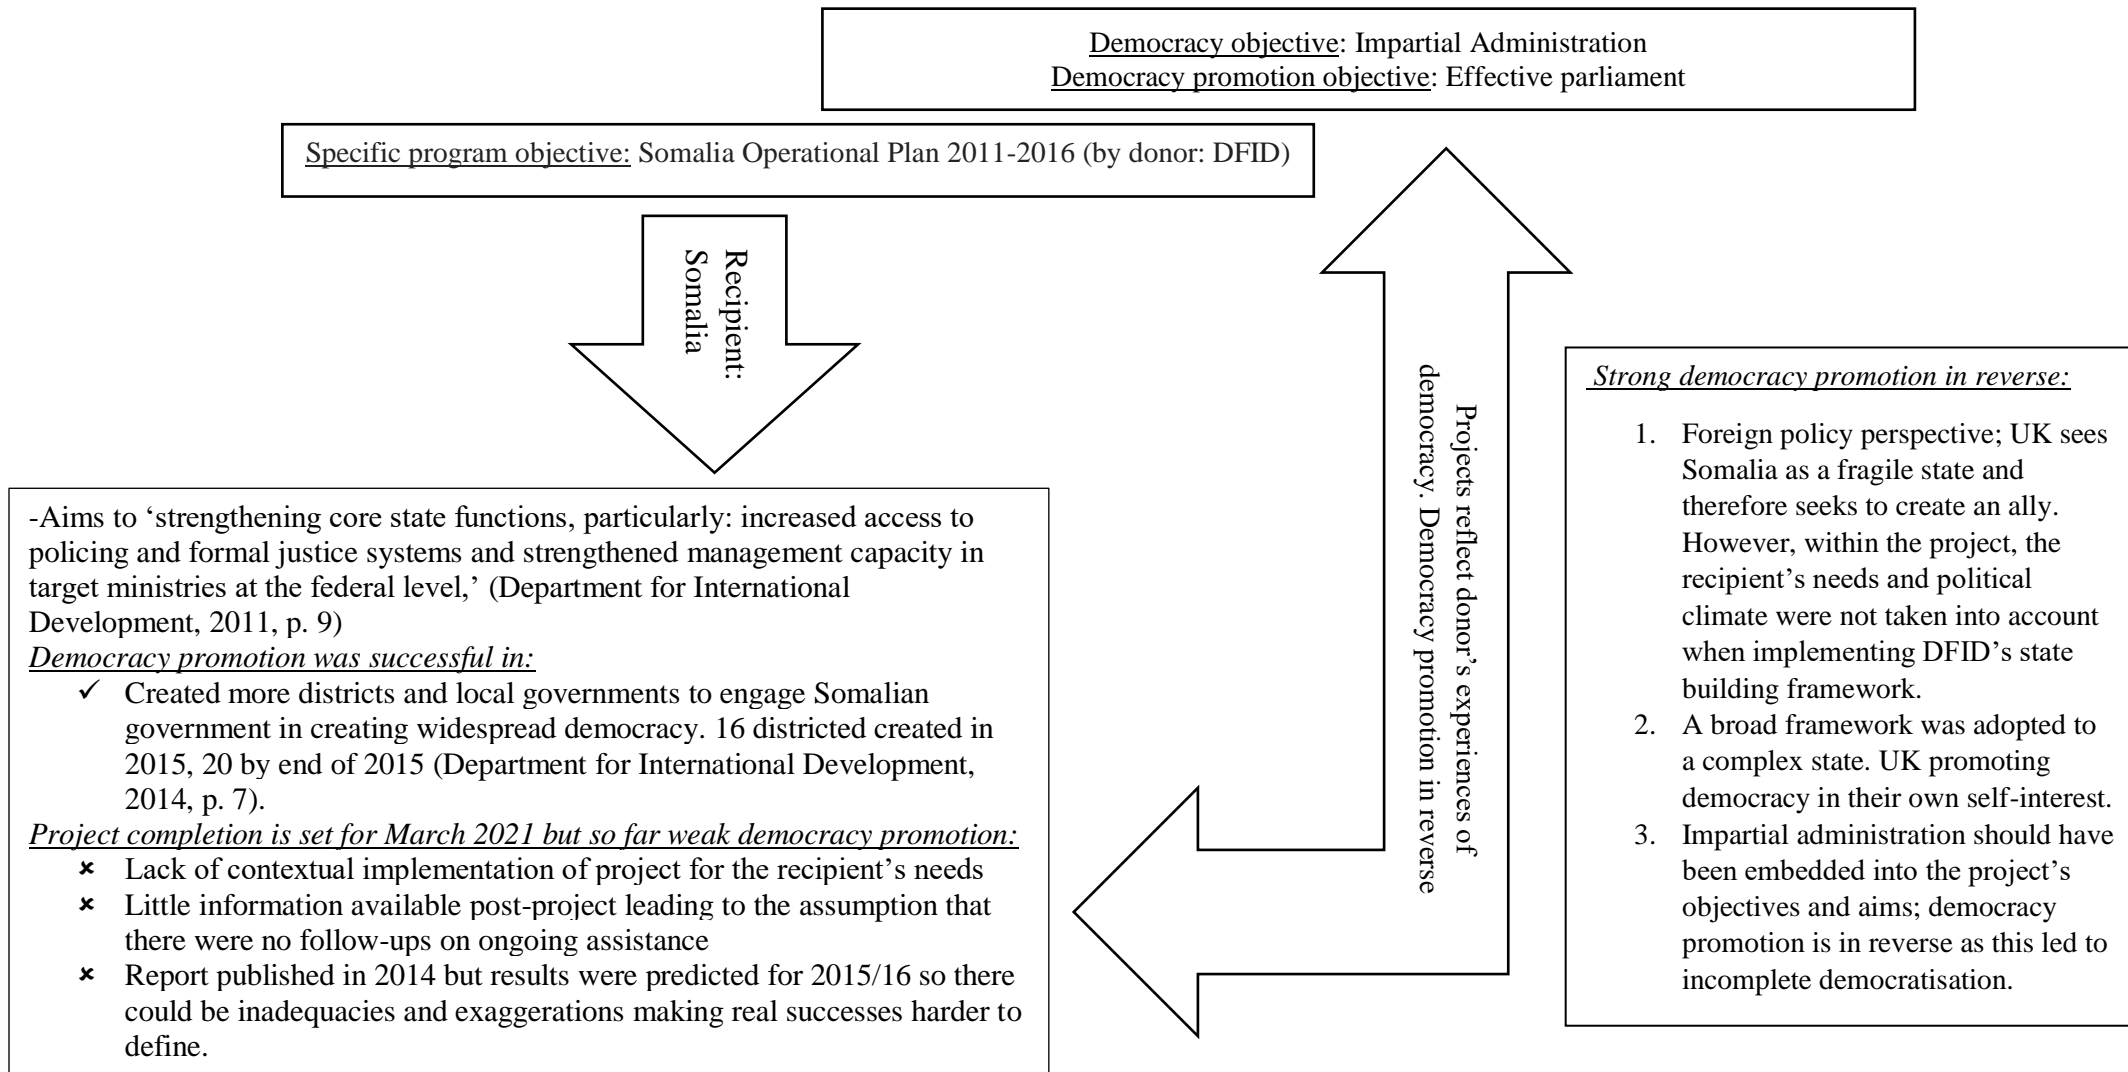 Democracy objective: Impartial Administration
Democracy promotion objective: Effective parliament
Specific program objective: Somalia Operational Plan 2011-2016 (by donor: DFID)
Recipient:
Somalia
-Aims to ‘strengthening core state functions, particularly: increased access to
policing and formal justice systems and strengthened management capacity in
target ministries at the federal level,’ (Department for International
Development, 2011, p. 9)
Democracy promotion was successful in:
✓ Created more districts and local governments to engage Somalian
government in creating widespread democracy. 16 districted created in
2015, 20 by end of 2015 (Department for International Development,
2014, p. 7).
Project completion is set for March 2021 but so far weak democracy promotion:
× Lack of contextual implementation of project for the recipient’s needs
× Little information available post-project leading to the assumption that
there were no follow-ups on ongoing assistance
× Report published in 2014 but results were predicted for 2015/16 so there
could be inadequacies and exaggerations making real successes harder to
define.
Projects reflect donor’s experiences of
democracy. Democracy promotion in reverse
Strong democracy promotion in reverse:
1. Foreign policy perspective; UK sees
Somalia as a fragile state and
therefore seeks to create an ally.
However, within the project, the
recipient’s needs and political
climate were not taken into account
when implementing DFID’s state
building framework.
2. A broad framework was adopted to
a complex state. UK promoting
democracy in their own self-interest.
3. Impartial administration should have
been embedded into the project’s
objectives and aims; democracy
promotion is in reverse as this led to
incomplete democratisation.